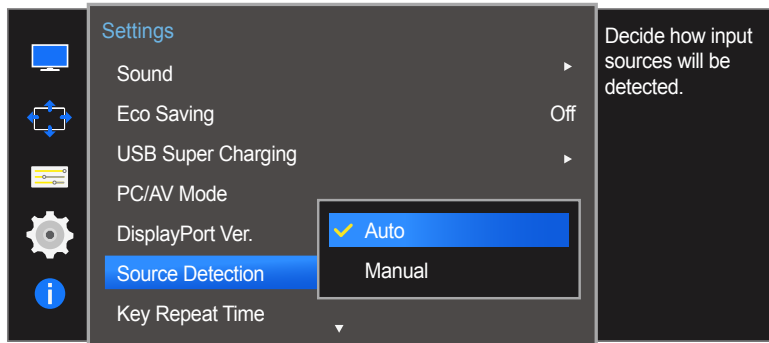 Settings
Sound
Eco Saving Off
USB Super Charging
PC/AV Mode
DisplayPort Ver.
Source Detection
Key Repeat Time
Auto
Manual
Decide how input
sources will be
detected.